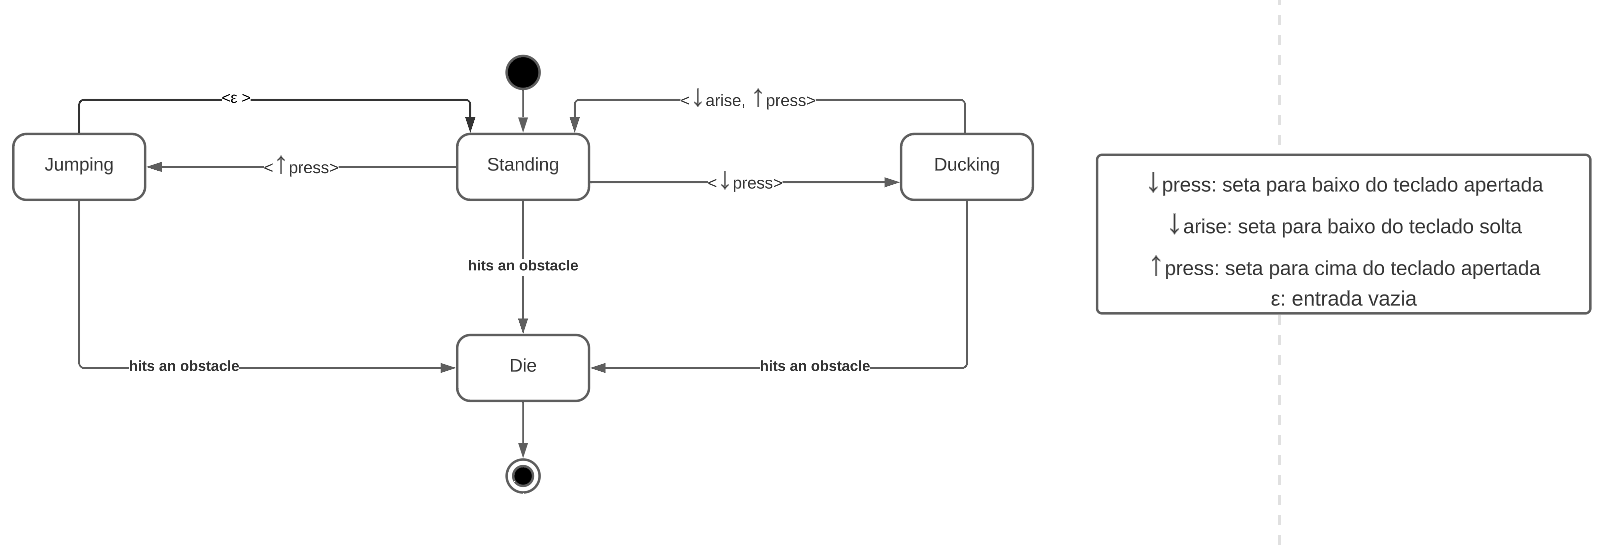 <ε >
<↓arise, ↑press>
Jumping
<↑press>
Standing
<↓press>
Ducking
↓press: seta para baixo do teclado apertada
↓arise: seta para baixo do teclado solta
↑press: seta para cima do teclado apertada
ε: entrada vazia
hits an obstacle
hits an obstacle
Die
hits an obstacle